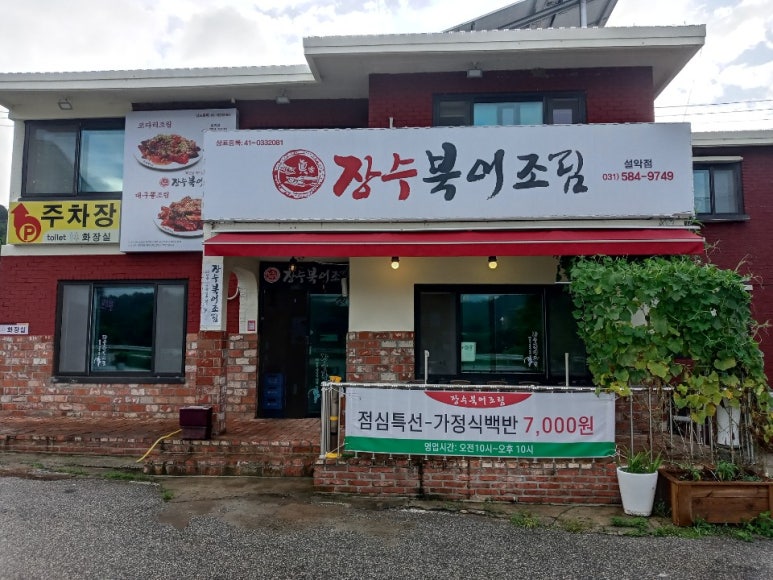 상표등록: 41-0332081
장수북어조림
설악점
031) 584-9749
코다리조림
장수북어조림
대구뽈조림
주차장
P
toilet 화장실
화장실
장수북어조림
장수북어조림
점심특선-가정식백반 7,000원
영업시간: 오전10시~오후 10시